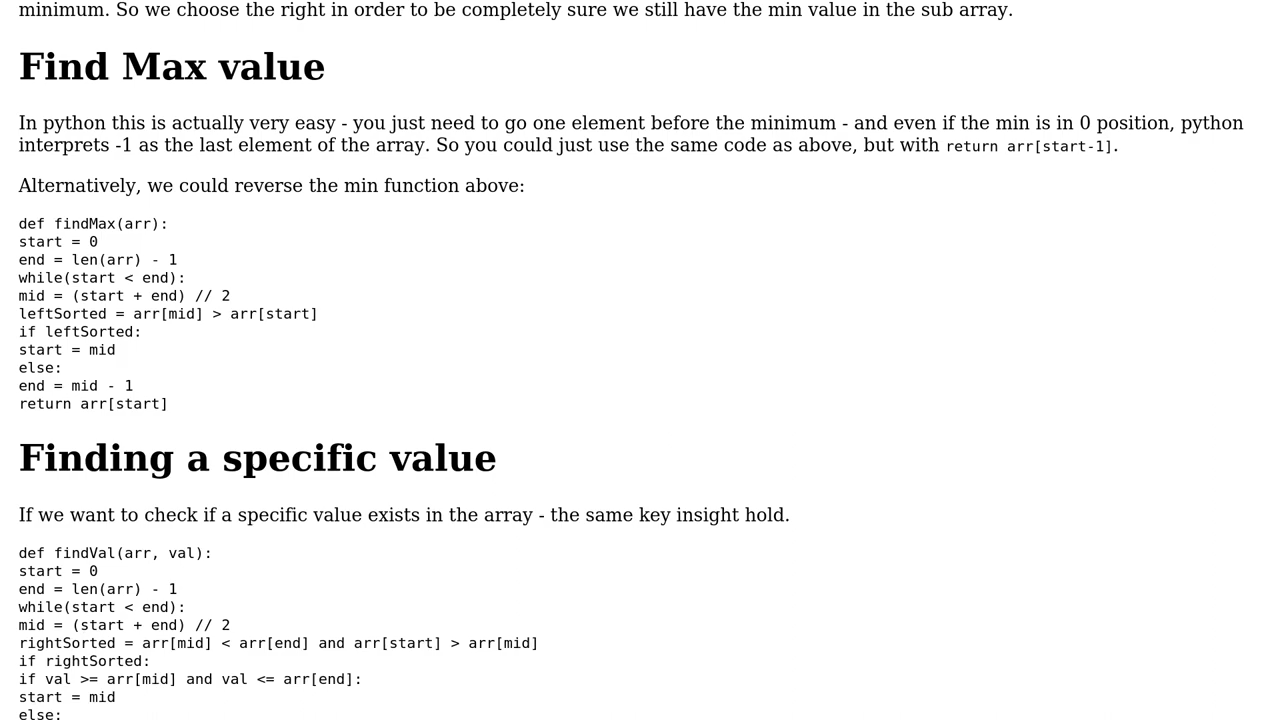 minimum. So we choose the right in order to be completely sure we still have the min value in the sub array.
Find Max value
In python this is actually very easy - you just need to go one element before the minimum - and even if the min is in 0 position, python
interprets -1 as the last element of the array. So you could just use the same code as above, but with return arr[start-1].
Alternatively, we could reverse the min function above:
def findMax(arr):
start = 0
end = len(arr) - 1
while(start < end):
mid = (start + end) // 2
leftSorted = arr[mid] > arr[start]
if leftSorted:
start = mid
else:
end = mid - 1
return arr[start]
Finding a specific value
If we want to check if a specific value exists in the array - the same key insight hold.
def findVal(arr, val):
start = 0
end = len(arr) - 1
while(start < end):
mid = (start + end) // 2
rightSorted = arr[mid] < arr[end] and arr[start] > arr[mid]
if rightSorted:
if val >= arr[mid] and val <= arr[end]:
start = mid
else: